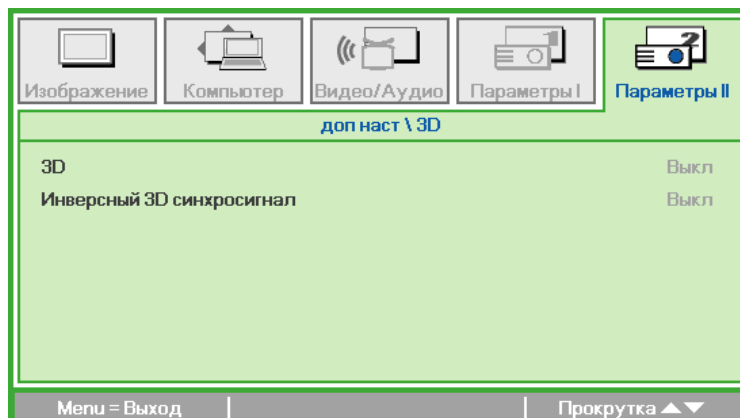 Изображение
Компьютер
Видео/Аудио
Параметры I
Параметры II
доп наст \ 3D
3D Выкл
Инверсный 3D синхросигнал Выкл
Menu = Выход Прокрутка ▲▼